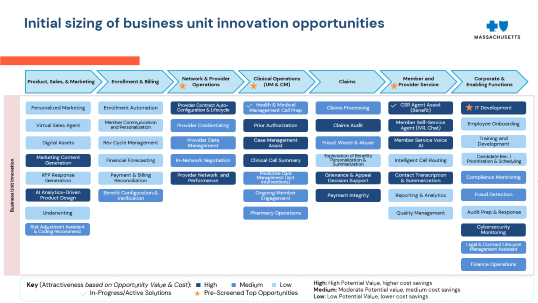 Initial sizing of business unit innovation opportunities
MASSACHUSETTS
Product, Sales, & Marketing
Enrollment & Billing
Network & Provider
Operations
Clinical Operations
(UM & CM)
Claims
Member and
Provider Service
Corporate &
Enabling Functions
Business Unit Innovation
Personalized Marketing
Virtual Sales Agent
Digital Assets
Marketing Content
Generation
RFP Response
Generation
AI Analytics-Driven
Product Design
Underwriting
Risk Adjustment Assistant
& Coding Recommend.
Enrollment Automation
Member Communication
and Personalization
Rev Cycle Management
Financial Forecasting
Payment & Billing
Reconciliation
Benefit Configuration &
Verification
Provider Contract Auto-
Configuration & Lifecycle
Provider Credentialing
Provider Data
Management
In-Network Negotiation
Provider Network and
Performance
Health & Medical
Management Call Prep
Prior Authorization
Case Management
Assist
Clinical Call Summary
Predictive Care
Management (and
Interventions)
Ongoing Member
Engagement
Pharmacy Operations
Claims Processing
Claims Audit
Fraud, Waste & Abuse
Explanation of Benefits
Personalization &
Summarization
Grievance & Appeal
Decision Support
Payment Integrity
CSR Agent Assist
(Benefit)
Member Self-Service
Agent (IVR, Chat)
Member Service Voice
AI
Intelligent Call Routing
Contact Transcription
& Summarization
Reporting & Analytics
Quality Management
IT Development
Employee Onboarding
Training and
Development
Candidate Rec. /
Prioritization & Scheduling
Compliance Monitoring
Fraud Detection
Audit Prep & Response
Cybersecurity
Monitoring
Legal & Contract Lifecycle
Management Assistant
Finance Operations
Key (Attractiveness based on Opportunity Value & Cost): High Medium Low
In-Progress/Active Solutions Pre-Screened Top Opportunities
High: High Potential Value, higher cost savings
Medium: Moderate Potential value, medium cost savings
Low: Low Potential Value; lower cost savings